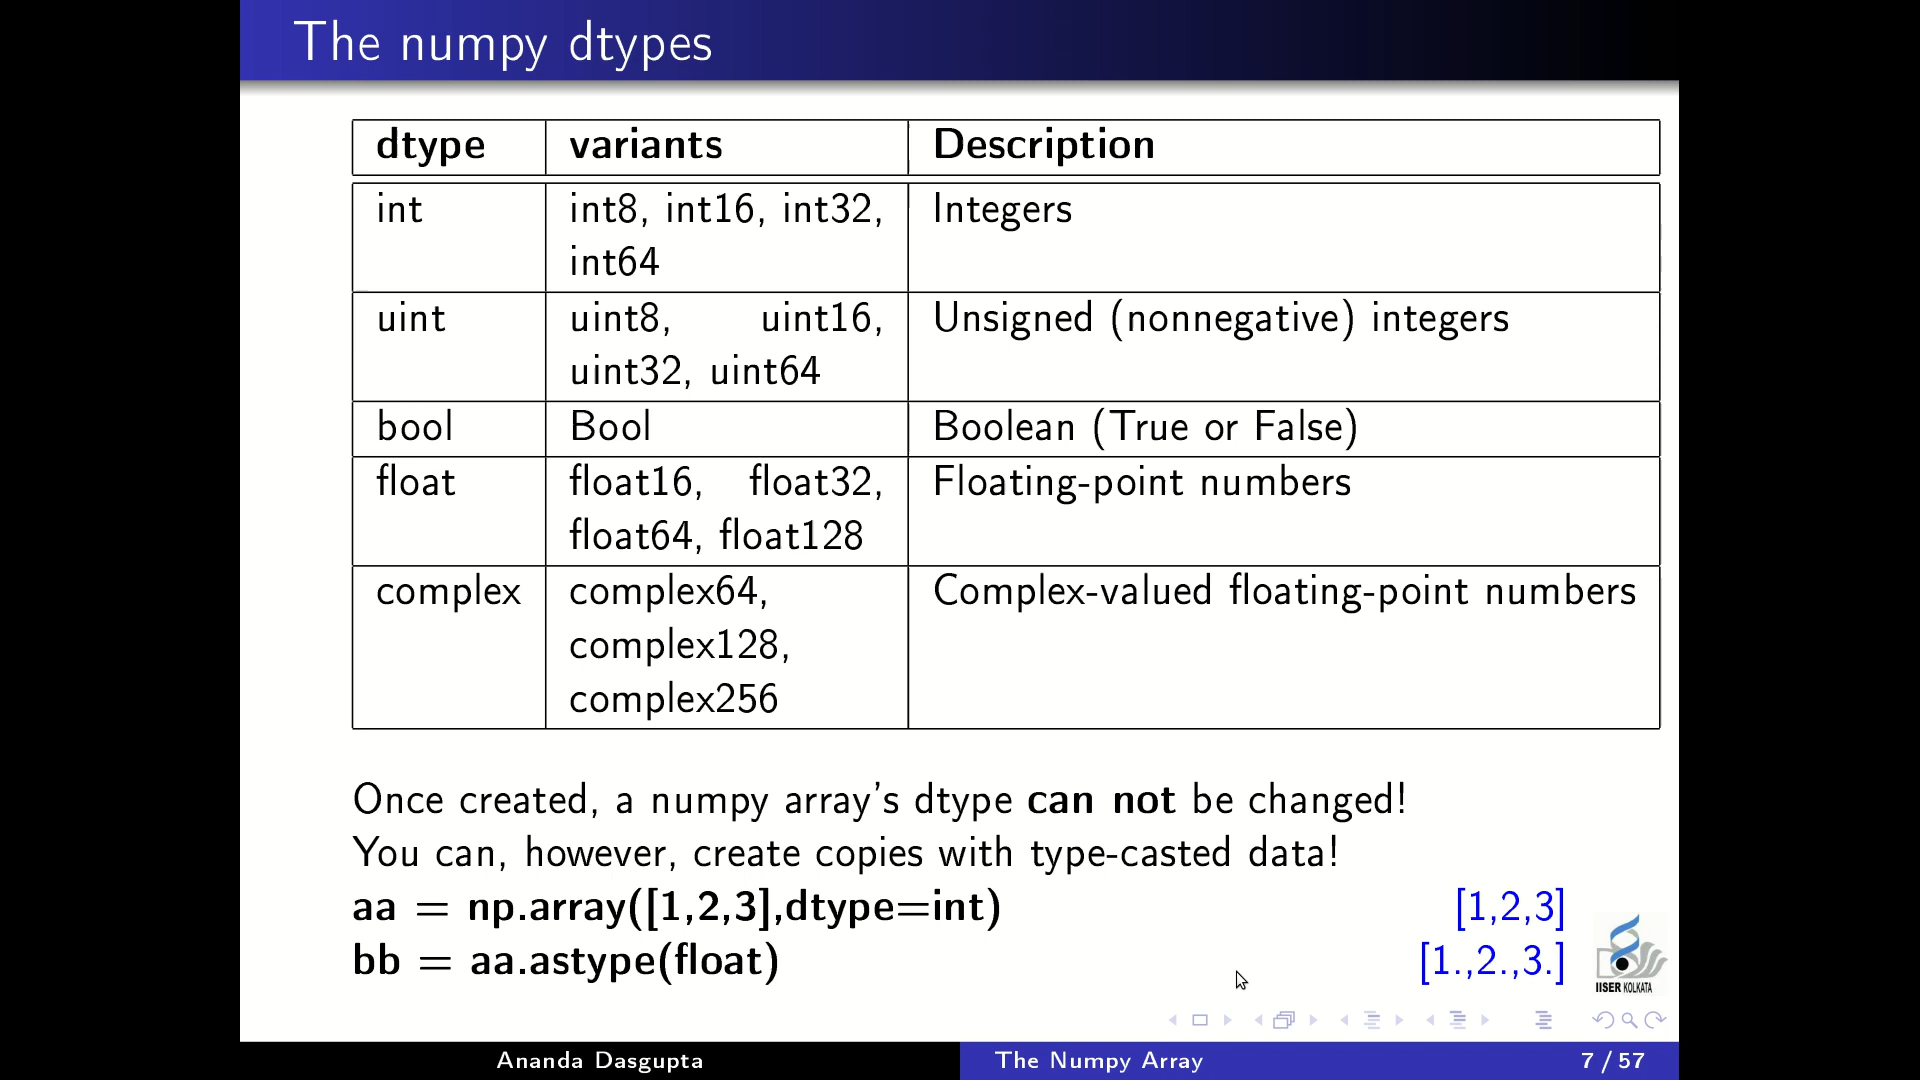 The numpy dtypes
dtype variants Description
int int8, int16, int32, Integers
int64
uint uint8, uint16, Unsigned (nonnegative) integers
uint32, uint64
bool Bool Boolean (True or False)
float float16, float32, Floating-point numbers
float64, float128
complex complex64, Complex-valued floating-point numbers
complex128,
complex256
Once created, a numpy array's dtype can not be changed!
You can, however, create copies with type-casted data!
aa = np.array([1,2,3],dtype=int) [1,2,3]
bb = aa.astype(float) [1.,2.,3.]
IISER KOLKATA
Ananda Dasgupta The Numpy Array 7 / 57